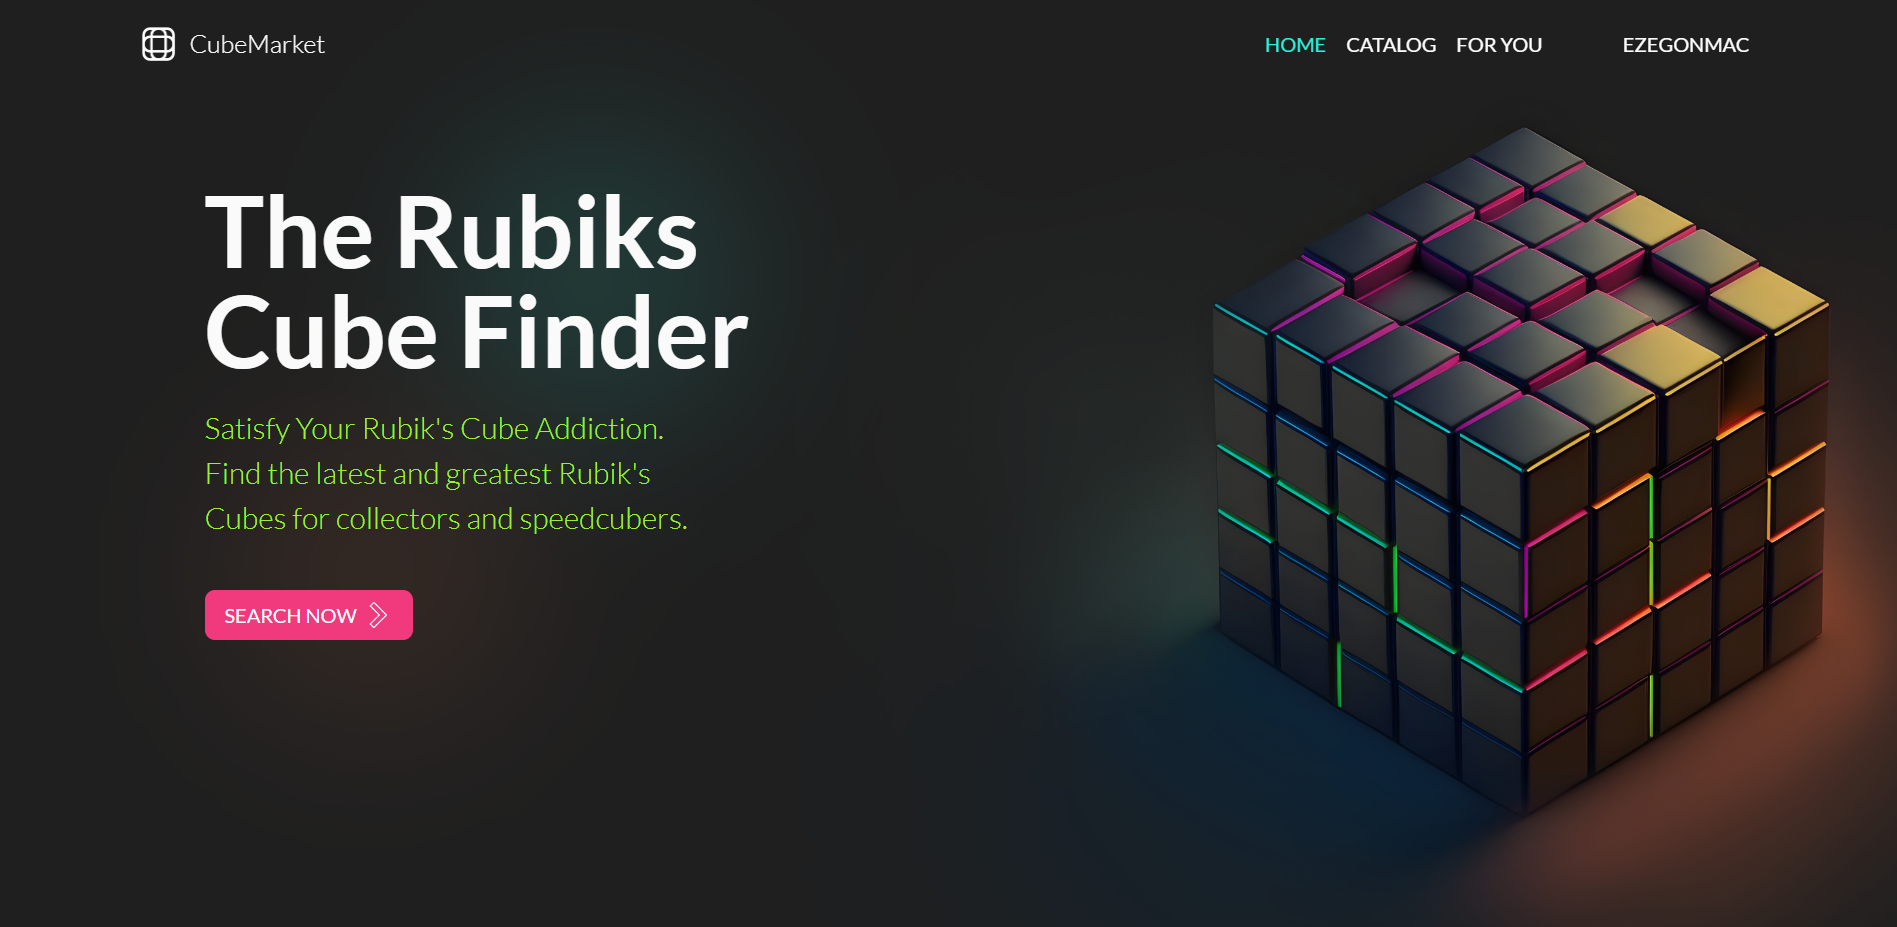 CubeMarket
HOME CATALOG FOR YOU EZEGONMAC
The Rubiks
Cube Finder
Satisfy Your Rubik's Cube Addiction.
Find the latest and greatest Rubik's
Cubes for collectors and speedcubers.
SEARCH NOW